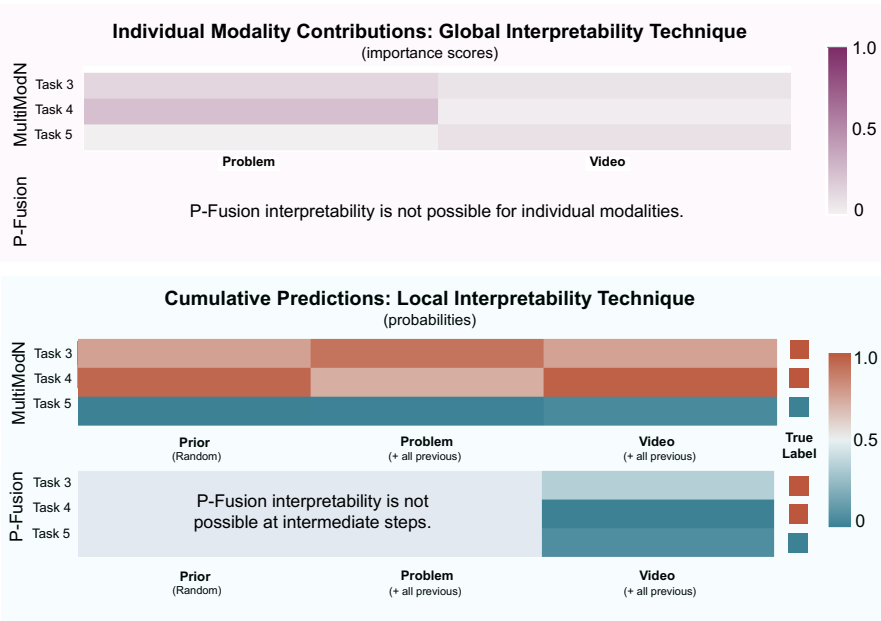 Individual Modality Contributions: Global Interpretability Technique
(importance scores)
MultiModN
Task 3
Task 4
Task 5
Problem
Video
1.0
0.5
0
P-Fusion
P-Fusion interpretability is not possible for individual modalities.
Cumulative Predictions: Local Interpretability Technique
(probabilities)
MultiModN
Task 3
Task 4
Task 5
Prior
(Random)
Problem
(+ all previous)
Video
(+ all previous)
True
Label
1.0
0.5
0
P-Fusion
Task 3
Task 4
Task 5
P-Fusion interpretability is not
possible at intermediate steps.
Prior
(Random)
Problem
(+ all previous)
Video
(+ all previous)